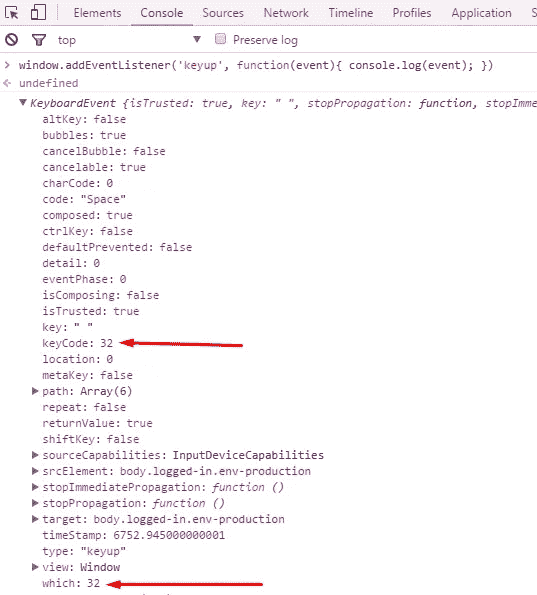 Elements Console Sources Network Timeline Profiles
top Preserve log
window.addEventListener('keyup', function(event){ console.log(event); })
undefined
KeyboardEvent {isTrusted: true, key: " ", stopPropagation: function, stopImme
altKey: false
bubbles: true
cancelBubble: false
cancelable: true
charCode: 0
code: "Space"
composed: true
ctrlKey: false
defaultPrevented: false
detail: 0
eventPhase: 0
isComposing: false
isTrusted: true
key: " "
keyCode: 32
location: 0
metaKey: false
path: Array(6)
repeat: false
returnValue: true
shiftKey: false
sourceCapabilities: InputDeviceCapabilities
srcElement: body.logged-in.env-production
stopImmediatePropagation: function ()
stopPropagation: function ()
target: body.logged-in.env-production
timeStamp: 6752.945000000001
type: "keyup"
view: Window
which: 32